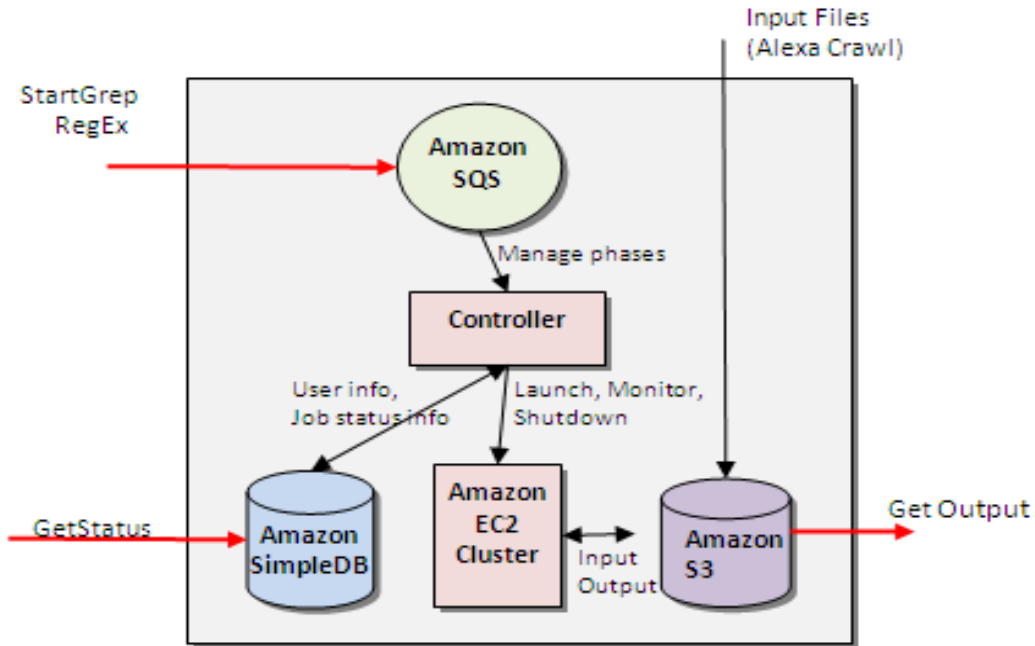 Input Files
(Alexa Crawl)
StartGrep
RegEx
Amazon
SQS
Manage phases
Controller
User info,
Job status info
Launch, Monitor,
Shutdown
GetStatus
Amazon
SimpleDB
Amazon
EC2
Cluster
Input
Output
Amazon
S3
Get Output